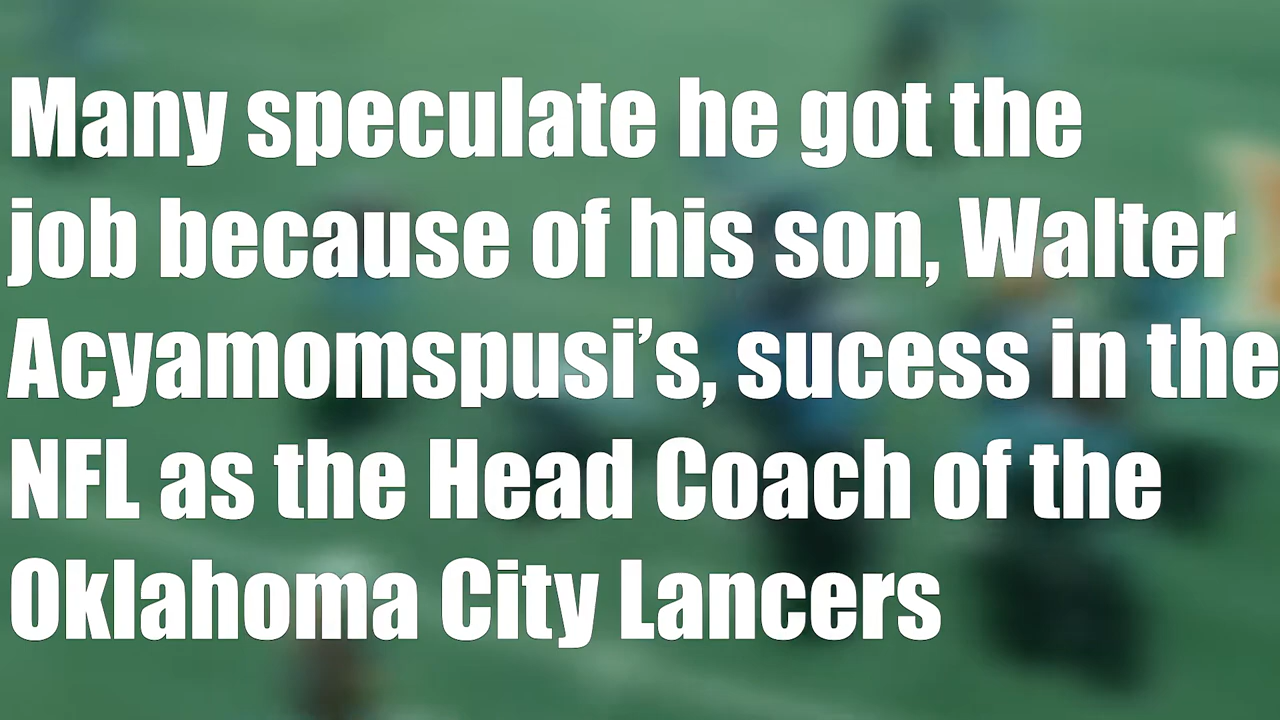 Many speculate he got the
job because of his son, Walter
Acyamomspusi’s, sucess in the
NFL as the Head Coach of the
Oklahoma City Lancers